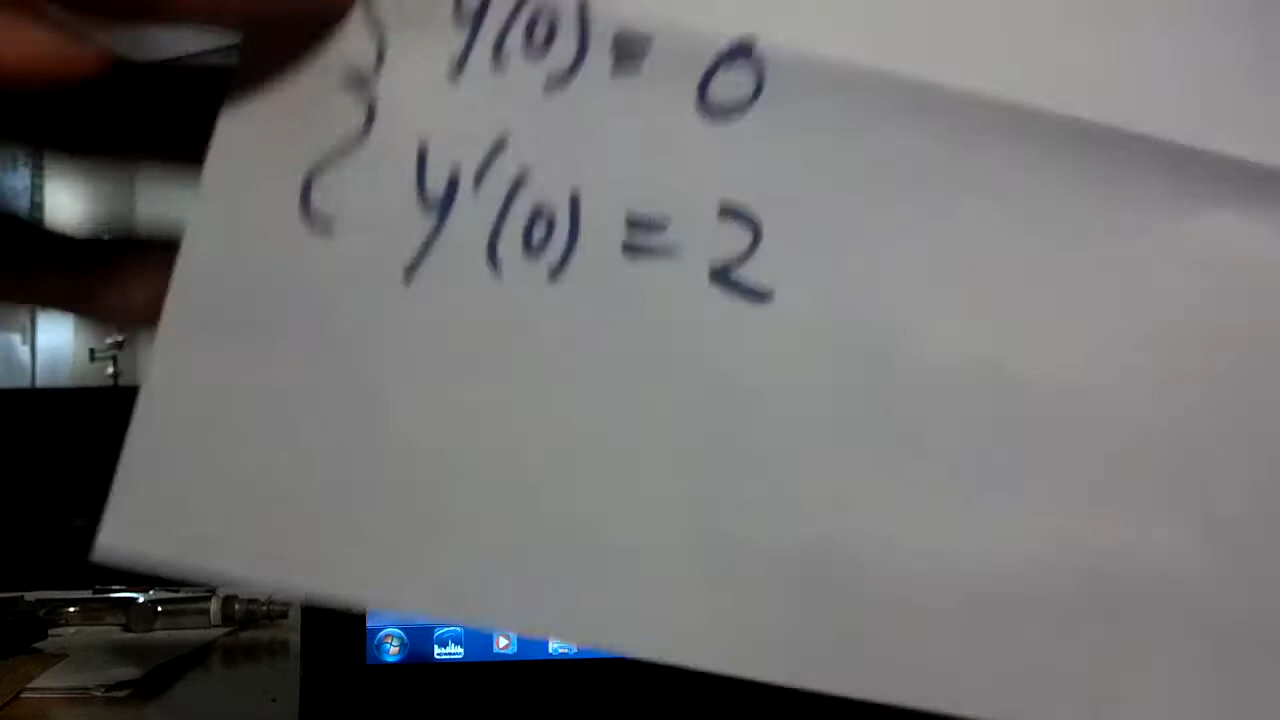 y(0) = 0
y'(0) = 2